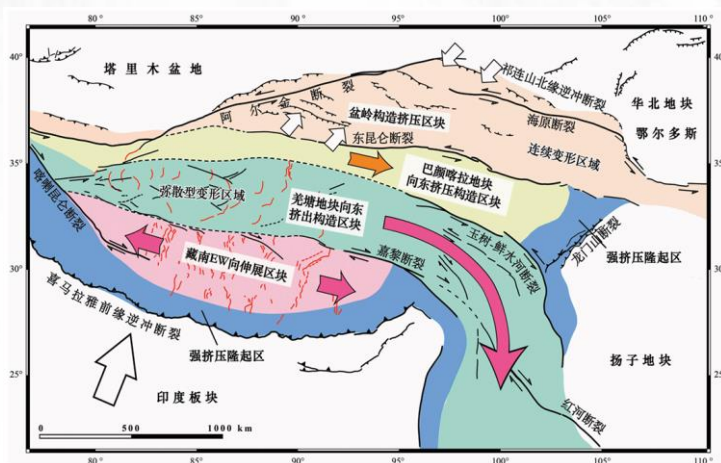 80° 85° 90° 95° 100° 105° 110°
40°
塔里木盆地
阿尔金断裂
祁连山北缘逆冲断裂
华北地块
盆岭构造挤压区块
海原断裂
鄂尔多斯
东昆仑断裂
连续变形区域
35°
35°
巴颜喀拉地块
向东挤压构造区块
喀喇昆仑断裂
弥散型变形区域
羌塘地块向东
挤出构造区块
玉树-鲜水河断裂
龙门山断裂
强挤压隆起区
藏南EW向伸展区块
嘉黎断裂
30°
30°
喜马拉雅前缘逆冲断裂
强挤压隆起区
扬子地块
25°
25°
印度板块
红河断裂
0 500 1000 km
80° 85° 90° 95° 100° 105° 110°